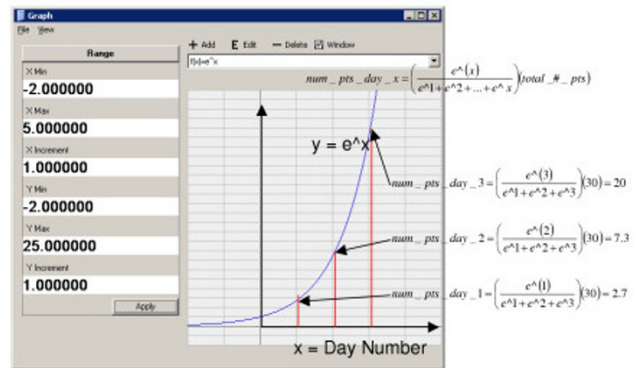 Graph
File View
Range
Add E Edit Delete Window
X Min
-2.000000
X Max
5.000000
X Increment
1.000000
Y Min
-2.000000
Y Max
25.000000
Y Increment
1.000000
Apply
f(x)=e^x
num_pts_day_x=(e^(x)/e^1+e^2+...+e^x)(total_#_pts)
y = e^x
num_pts_day_3=(e^(3)/e^1+e^2+e^3)(30)=20
num_pts_day_2=(e^(2)/e^1+e^2+e^3)(30)=7.3
num_pts_day_1=(e^(1)/e^1+e^2+e^3)(30)=2.7
x = Day Number